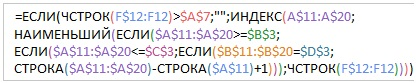 =ЕСЛИ(ЧСТРОК(F$12:F12)>$A$7;"";ИНДЕКС(A$11:A$20;
НАИМЕНЬШИЙ(ЕСЛИ($A$11:$A$20>=$B$3;
ЕСЛИ($A$11:$A$20<=$C$3;ЕСЛИ($B$11:$B$20=$D$3;
СТРОКА($A$11:$A$20)-СТРОКА($A$11)+1)));ЧСТРОК(F$12:F12))))